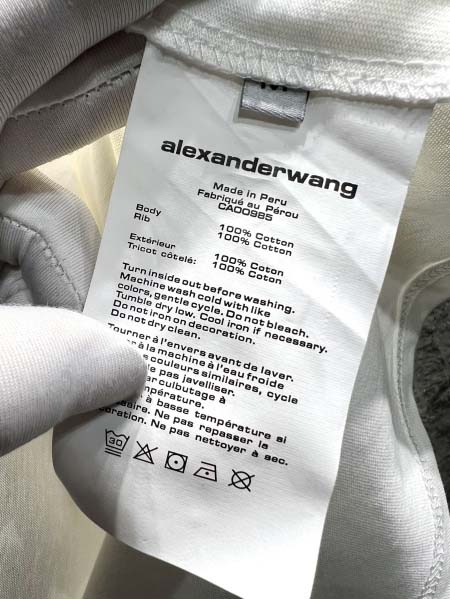 M
alexanderwang
Made in Peru
Fabriqué au Pérou
CA00985
Body 100% Cotton
Rib 100% Cotton
Extérieur 100% Coton
Tricot côtelé: 100% Coton
Turn inside out before washing.
Machine wash cold with like
colors, gentle cycle. Do not bleach.
Tumble dry low. Cool iron if necessary.
Do not iron on decoration.
Do not dry clean.
Tourner à l'envers avant de laver.
à la machine à l'eau froide
couleurs similaires, cycle
pas javelliser.
culbutage à
température.
à basse température si
Ne pas repasser la
Ne pas nettoyer à sec.
30